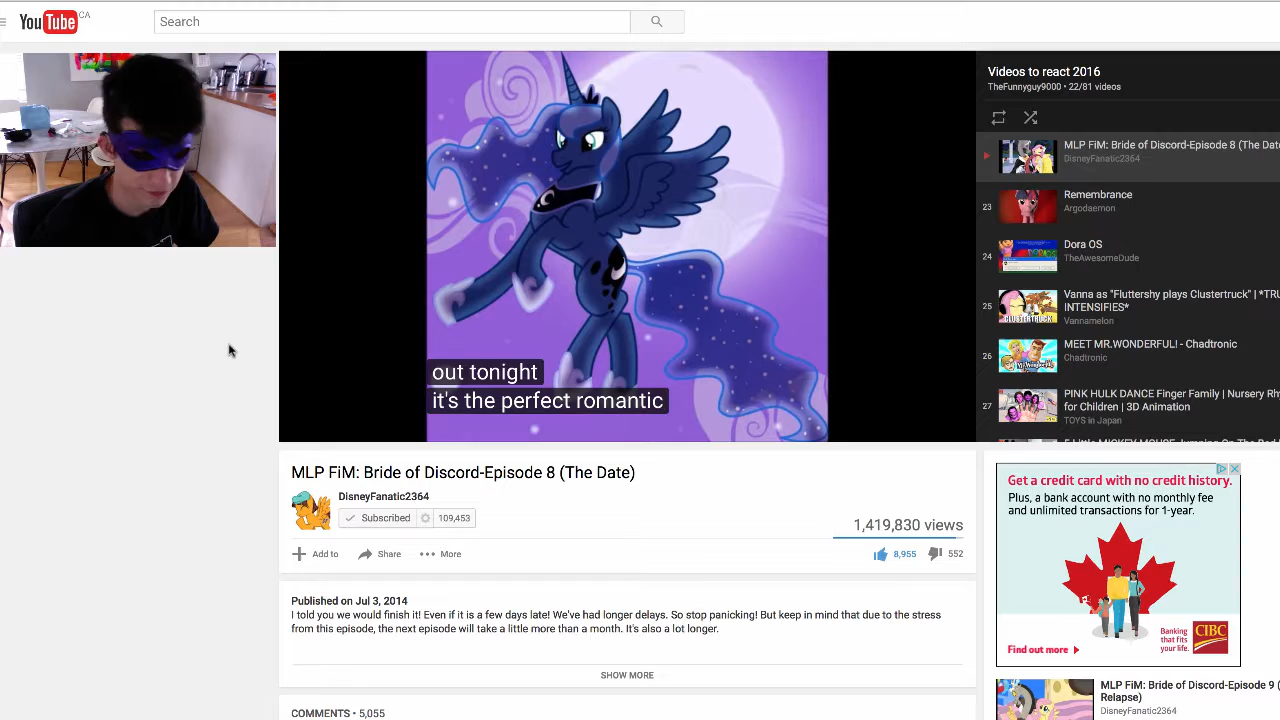 YouTube CA
Search
out tonight
it's the perfect romantic
Videos to react 2016
TheFunnyguy9000 • 22/81 videos
MLP FiM: Bride of Discord-Episode 8 (The Date
DisneyFanatic2364
23
Remembrance
Argodaemon
24
Dora OS
TheAwesomeDude
25
Vanna as "Fluttershy plays Clustertruck" | *TRU
INTENSIFIES*
Vannamelon
26
MEET MR.WONDERFUL! - Chadtronic
Chadtronic
27
PINK HULK DANCE Finger Family | Nursery Rhy
for Children | 3D Animation
TOYS in Japan
MLP FiM: Bride of Discord-Episode 8 (The Date)
DisneyFanatic2364
Subscribed 109,453
1,419,830 views
Add to Share More
8,955 552
Published on Jul 3, 2014
I told you we would finish it! Even if it is a few days late! We've had longer delays. So stop panicking! But keep in mind that due to the stress
from this episode, the next episode will take a little more than a month. It's also a lot longer.
SHOW MORE
COMMENTS • 5,055
Get a credit card with no credit history.
Plus, a bank account with no monthly fee
and unlimited transactions for 1-year.
Find out more
Banking
that fits
your life.
CIBC
MLP FiM: Bride of Discord-Episode 9 (
Relapse)
DisneyFanatic2364